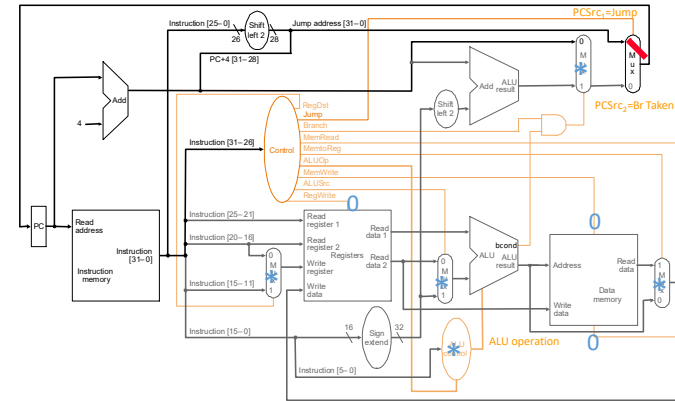 PCSrc₁=Jump
Instruction [25–0]
Shift
left 2
Jump address [31–0]
26
28
PC+4 [31–28]
0
M
1
M
u
x
0
Add
ALU
result
Add
4
RegDst
Jump
Branch
MemRead
MemtoReg
ALUOp
MemWrite
ALUSrc
RegWrite
Shift
left 2
PCSrc₂=Br Taken
Instruction [31–26]
Control
PC
Read
address
Instruction
[31–0]
Instruction
memory
Instruction [25–21]
Instruction [20–16]
Instruction [15–11]
0
M
1
0
Read
register 1
Read
register 2
Write
register
Write
data
Registers
Read
data 1
Read
data 2
0
M
1
bcond
ALU
ALU
result
0
Address
Read
data
Data
memory
Write
data
0
1
M
0
Instruction [15–0]
16
Sign
extend
32
Instruction [5–0]
ALU
control
ALU operation